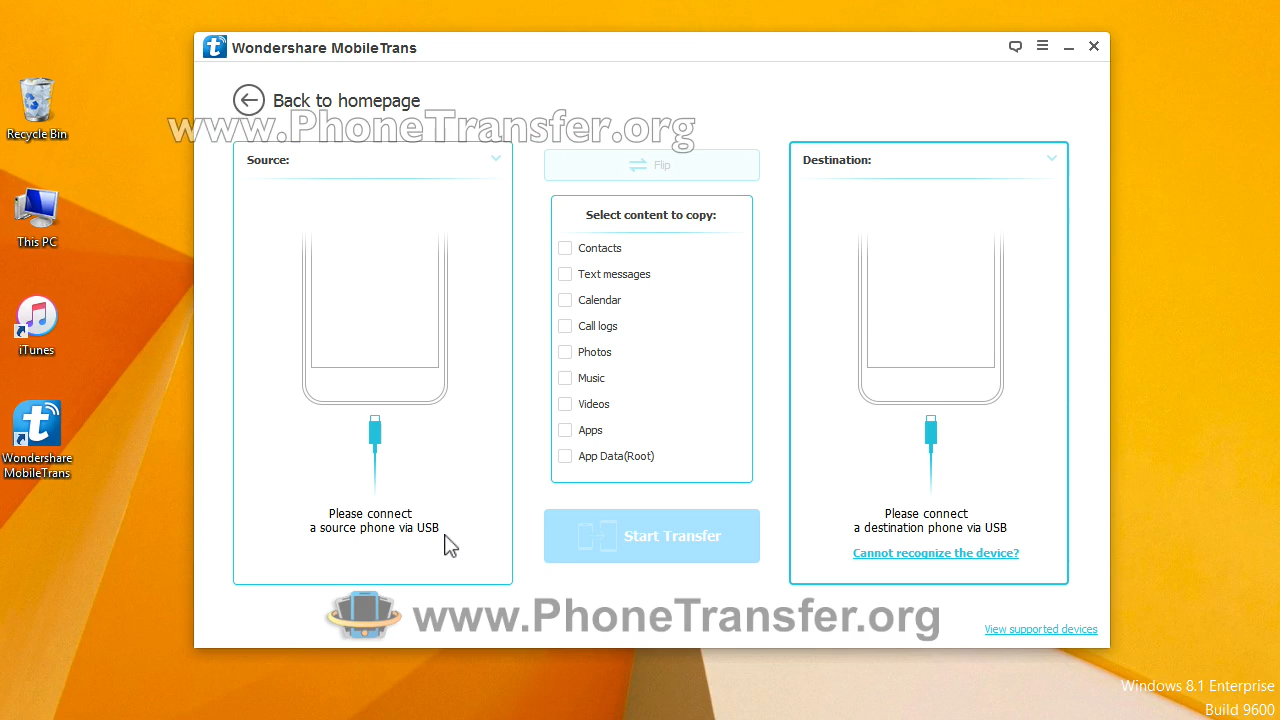 Wondershare MobileTrans
Back to homepage
www.PhoneTransfer.org
Source:
Flip
Destination:
Select content to copy:
Contacts
Text messages
Calendar
Call logs
Photos
Music
Videos
Apps
App Data(Root)
Please connect
a source phone via USB
Start Transfer
Please connect
a destination phone via USB
Cannot recognize the device?
www.PhoneTransfer.org
View supported devices
Recycle Bin
This PC
iTunes
Wondershare
MobileTrans
Windows 8.1 Enterprise
Build 9600